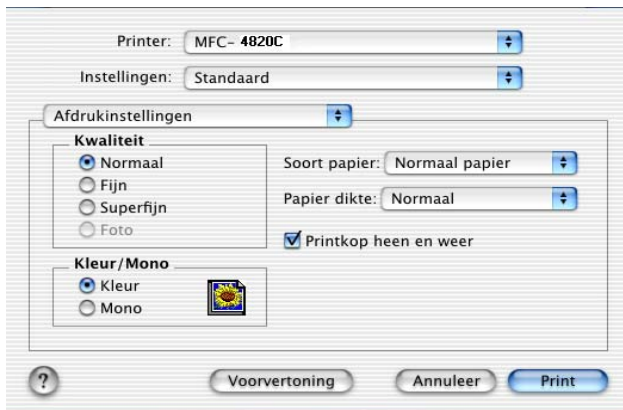 Printer: MFC- 4820C
Instellingen: Standaard
Afdrukinstellingen
Kwaliteit
Normaal
Fijn
Superfijn
Foto
Soort papier: Normaal papier
Papier dikte: Normaal
Printkop heen en weer
Kleur/Mono
Kleur
Mono
? Voorvertoning Annuleer Print